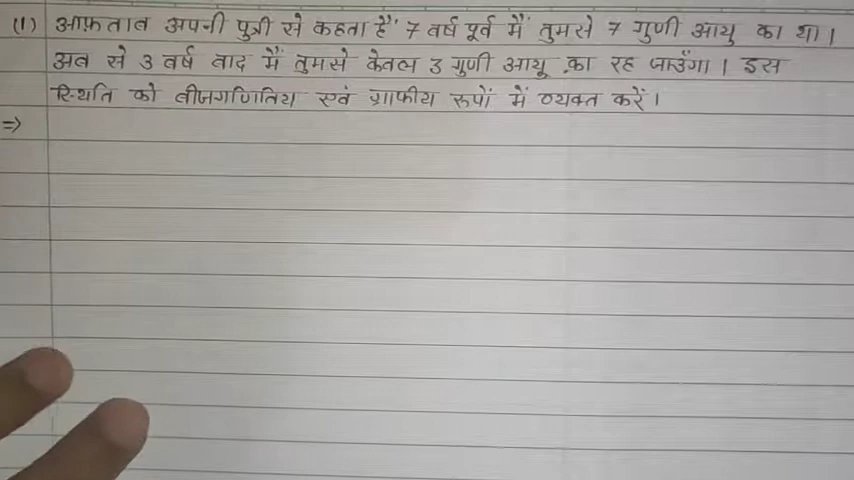 (1) आफ़ताब अपनी पुत्री से कहता है" 7 वर्ष पूर्व मैं तुमसे 7 गुणी आयु का था।
अब से 3 वर्ष बाद मैं तुमसे केवल 3 गुणी आयू का रह जाउँगा। इस
स्थिति को बीजगणितिय एवं ग्राफीय रूपों में व्यक्त करें।
⇒